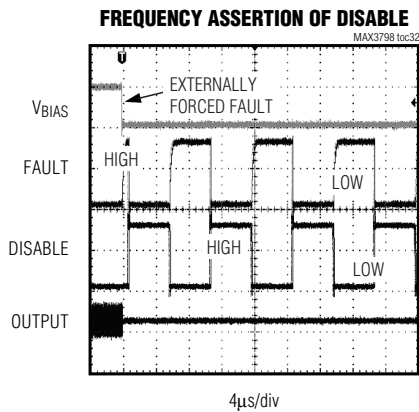 FREQUENCY ASSERTION OF DISABLE
MAX3798 toc32
T
EXTERNALLY
FORCED FAULT
VBIAS
FAULT
HIGH
LOW
DISABLE
HIGH
LOW
OUTPUT
4µs/div